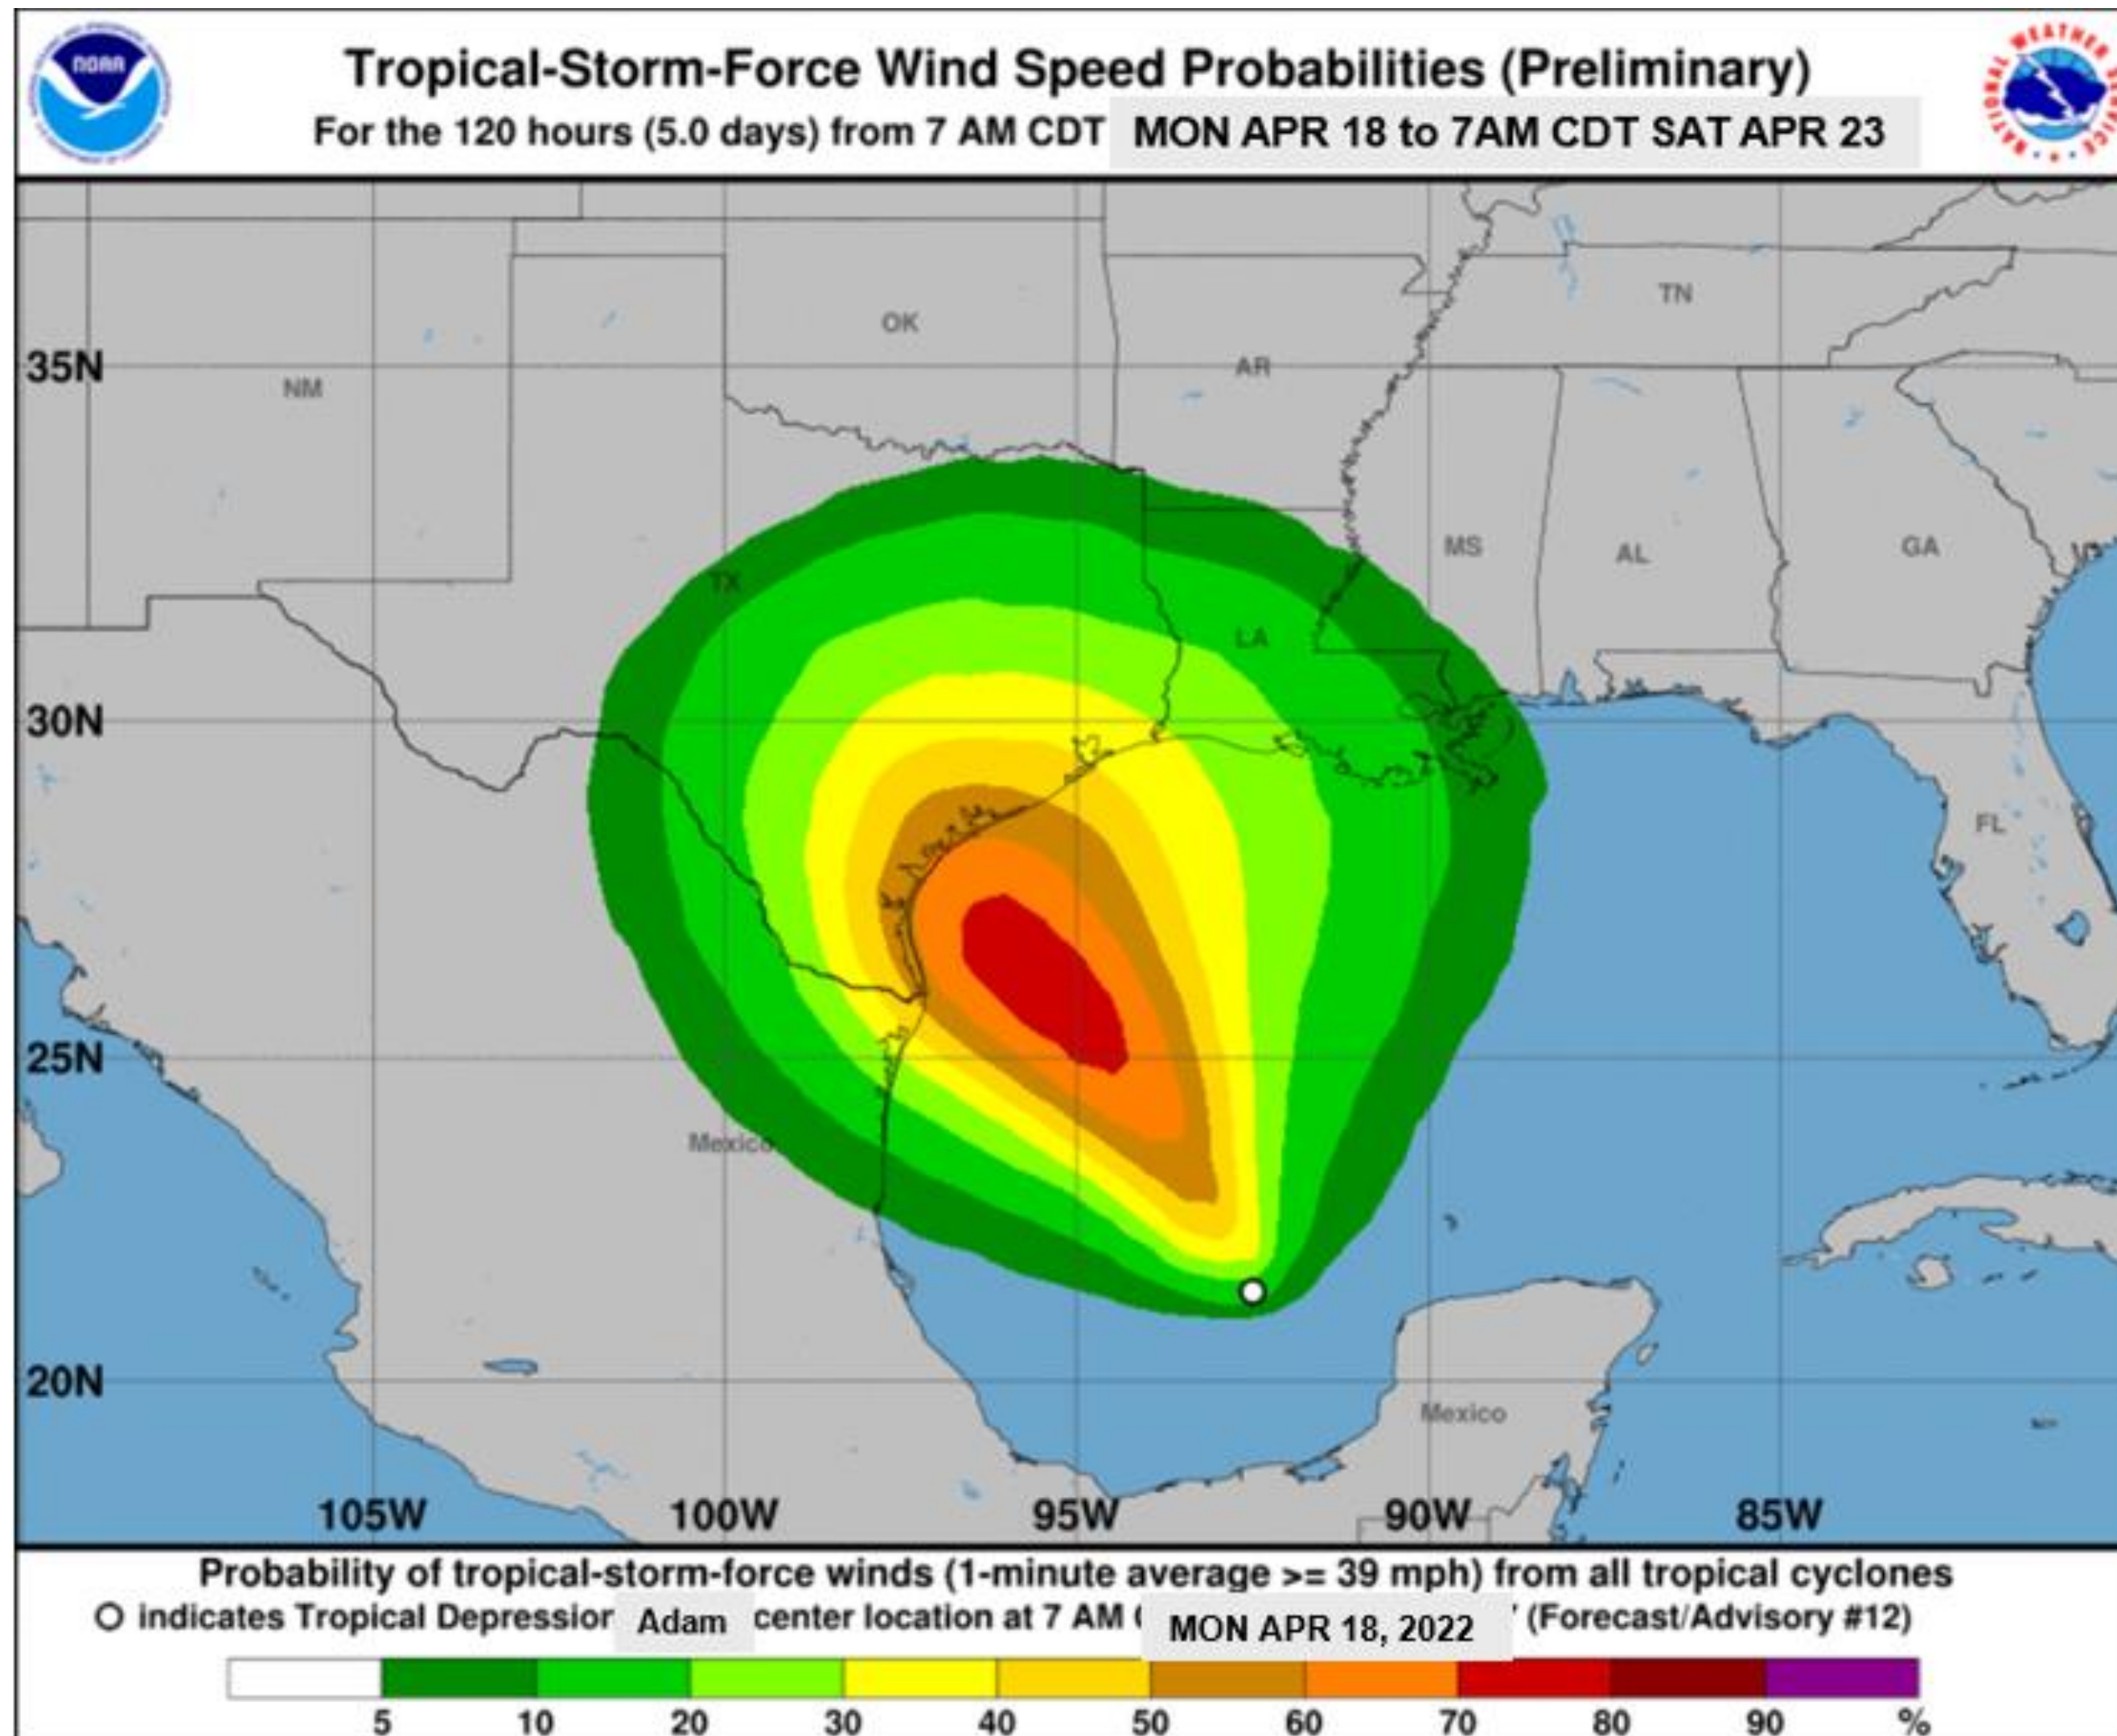 NOAA
Tropical-Storm-Force Wind Speed Probabilities (Preliminary)
For the 120 hours (5.0 days) from 7 AM CDT MON APR 18 to 7AM CDT SAT APR 23
NATIONAL WEATHER
TN
OK
35N
AR
NM
MS
AL
GA
TX
LA
30N
FL
25N
Mexico
20N
Mexico
105W 100W 95W 90W 85W
Probability of tropical-storm-force winds (1-minute average >= 39 mph) from all tropical cyclones
indicates Tropical Depression Adam center location at 7 AM MON APR 18, 2022 (Forecast/Advisory #12)
5 10 20 30 40 50 60 70 80 90 %